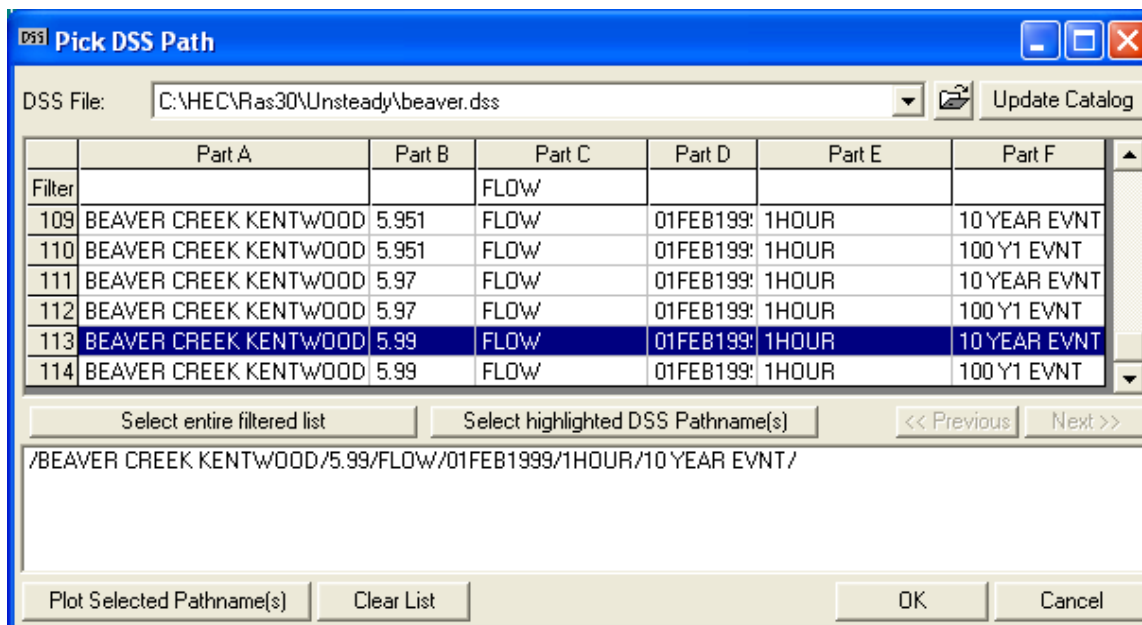 DSS Pick DSS Path
DSS File: C:\HEC\Ras30\Unsteady\beaver.dss Update Catalog
Part A Part B Part C Part D Part E Part F
Filter FLOW
109 BEAVER CREEK KENTWOOD 5.951 FLOW 01FEB199 1HOUR 10 YEAR EVNT
110 BEAVER CREEK KENTWOOD 5.951 FLOW 01FEB199 1HOUR 100 Y1 EVNT
111 BEAVER CREEK KENTWOOD 5.97 FLOW 01FEB199 1HOUR 10 YEAR EVNT
112 BEAVER CREEK KENTWOOD 5.97 FLOW 01FEB199 1HOUR 100 Y1 EVNT
113 BEAVER CREEK KENTWOOD 5.99 FLOW 01FEB199 1HOUR 10 YEAR EVNT
114 BEAVER CREEK KENTWOOD 5.99 FLOW 01FEB199 1HOUR 100 Y1 EVNT
Select entire filtered list Select highlighted DSS Pathname(s) << Previous Next >>
/BEAVER CREEK KENTWOOD/5.99/FLOW/01FEB1999/1HOUR/10 YEAR EVNT/
Plot Selected Pathname(s) Clear List OK Cancel